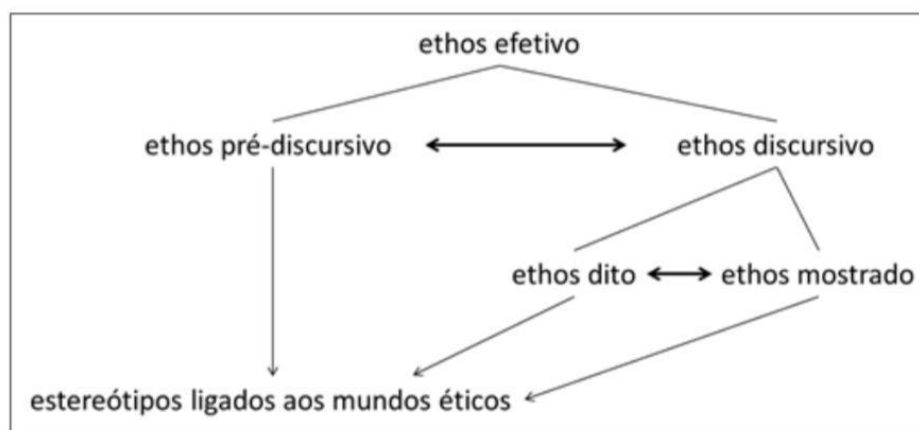 ethos efetivo
ethos pré-discursivo
ethos discursivo
ethos dito
ethos mostrado
estereótipos ligados aos mundos éticos